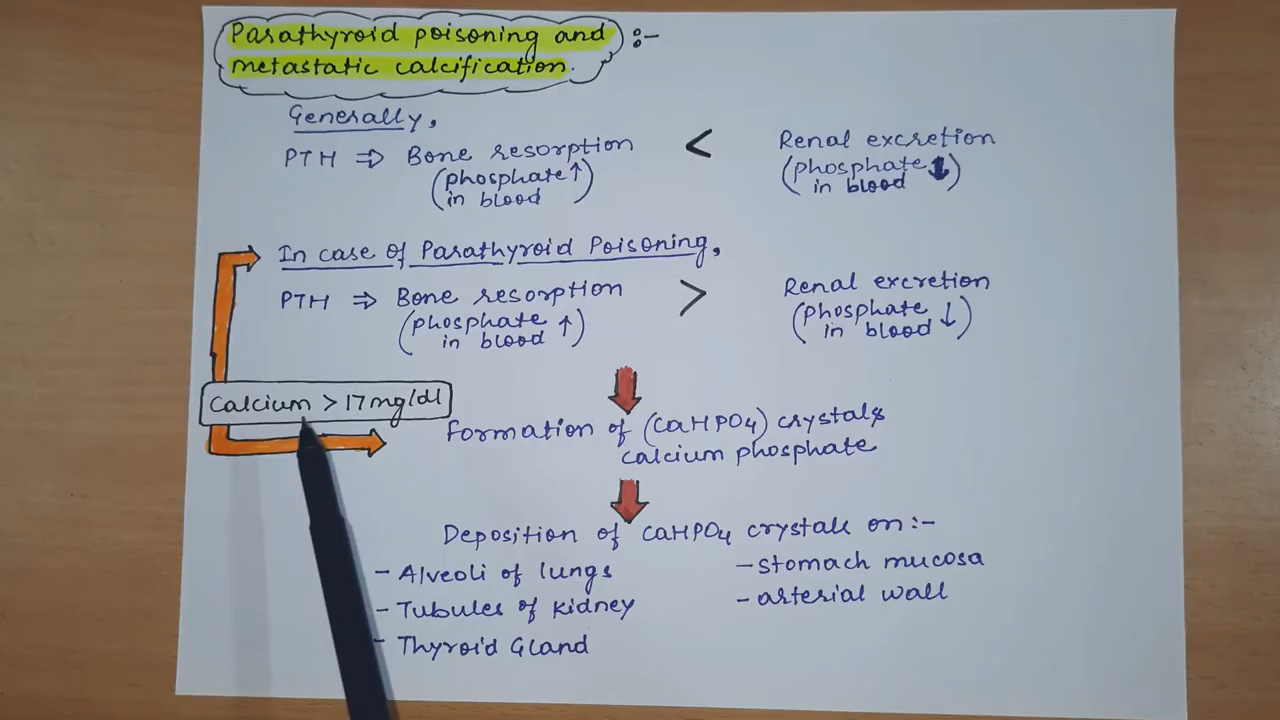 Parathyroid poisoning and :-
metastatic calcification.
Generally,
PTH ⇒ Bone resorption < Renal excretion
(phosphate ↑ in blood) (phosphate ↓ in blood)
In case of Parathyroid Poisoning,
PTH ⇒ Bone resorption > Renal excretion
(phosphate ↑ in blood) (phosphate ↓ in blood)
Calcium > 17mg/dl
Formation of (CaHPO4) crystals
calcium phosphate
Deposition of CaHPO4 crystals on :-
- Alveoli of lungs
- Tubules of kidney
- Thyroid Gland
- stomach mucosa
- arterial wall